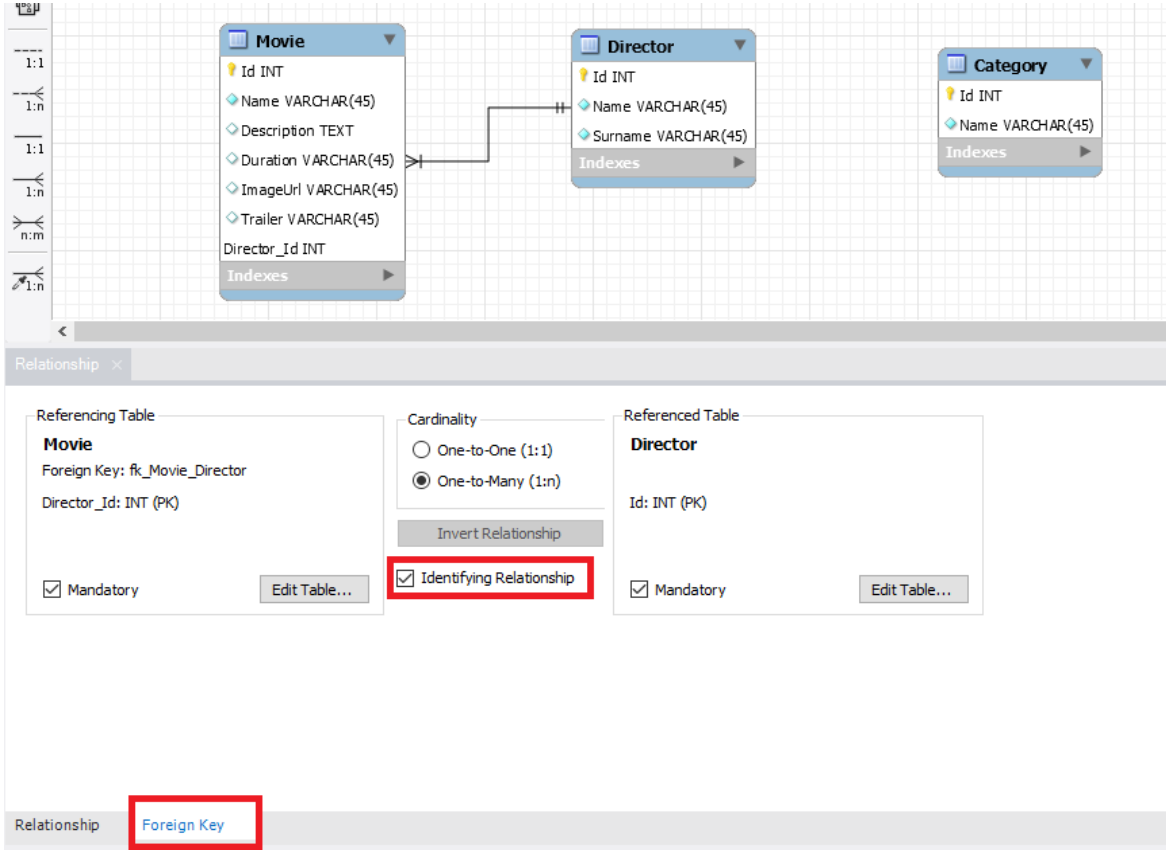 1:1
1:n
1:1
1:n
n:m
1:n
Movie
Id INT
Name VARCHAR(45)
Description TEXT
Duration VARCHAR(45)
ImageUrl VARCHAR(45)
Trailer VARCHAR(45)
Director_Id INT
Indexes
Director
Id INT
Name VARCHAR(45)
Surname VARCHAR(45)
Indexes
Category
Id INT
Name VARCHAR(45)
Indexes
Relationship
Referencing Table
Movie
Foreign Key: fk_Movie_Director
Director_Id: INT (PK)
Mandatory
Edit Table...
Cardinality
One-to-One (1:1)
One-to-Many (1:n)
Invert Relationship
Identifying Relationship
Referenced Table
Director
Id: INT (PK)
Mandatory
Edit Table...
Relationship
Foreign Key